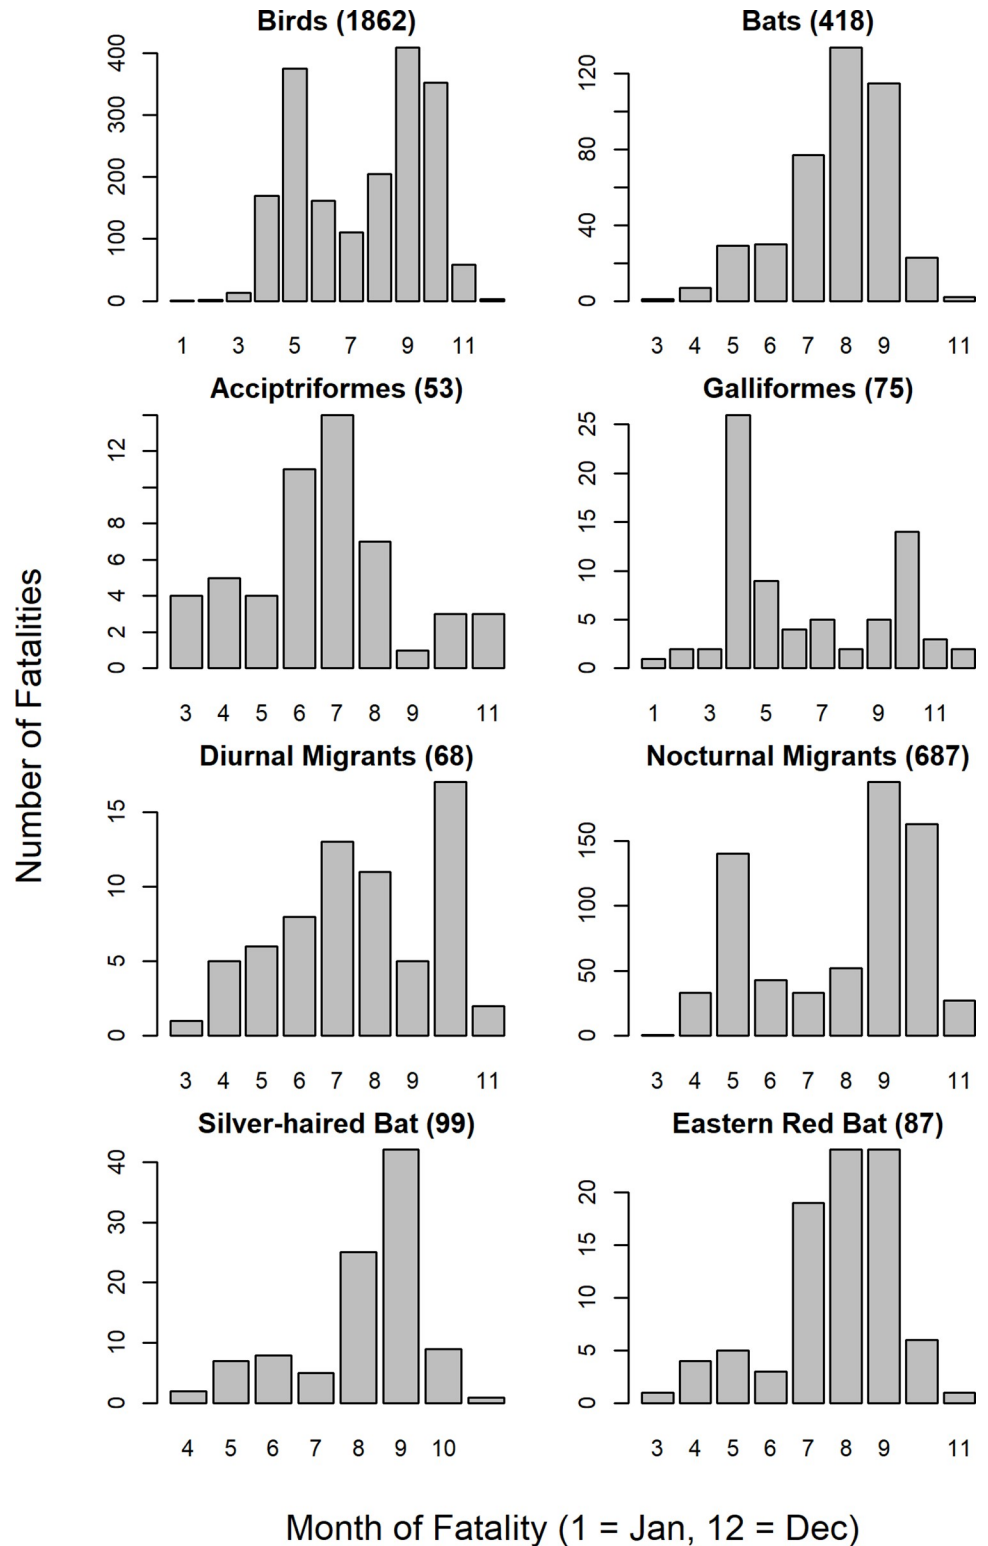 Birds (1862)
0 100 200 300 400
1 3 5 7 9 11
Bats (418)
0 40 80 120
3 4 5 6 7 8 9 11
Acciptriformes (53)
0 2 4 6 8 12
3 4 5 6 7 8 9 11
Galliformes (75)
0 5 10 15 20 25
1 3 5 7 9 11
Diurnal Migrants (68)
0 5 10 15
3 4 5 6 7 8 9 11
Nocturnal Migrants (687)
0 50 100 150
3 4 5 6 7 8 9 11
Silver-haired Bat (99)
0 10 20 30 40
4 5 6 7 8 9 10
Eastern Red Bat (87)
0 5 10 15 20
3 4 5 6 7 8 9 11
Number of Fatalities
Month of Fatality (1 = Jan, 12 = Dec)